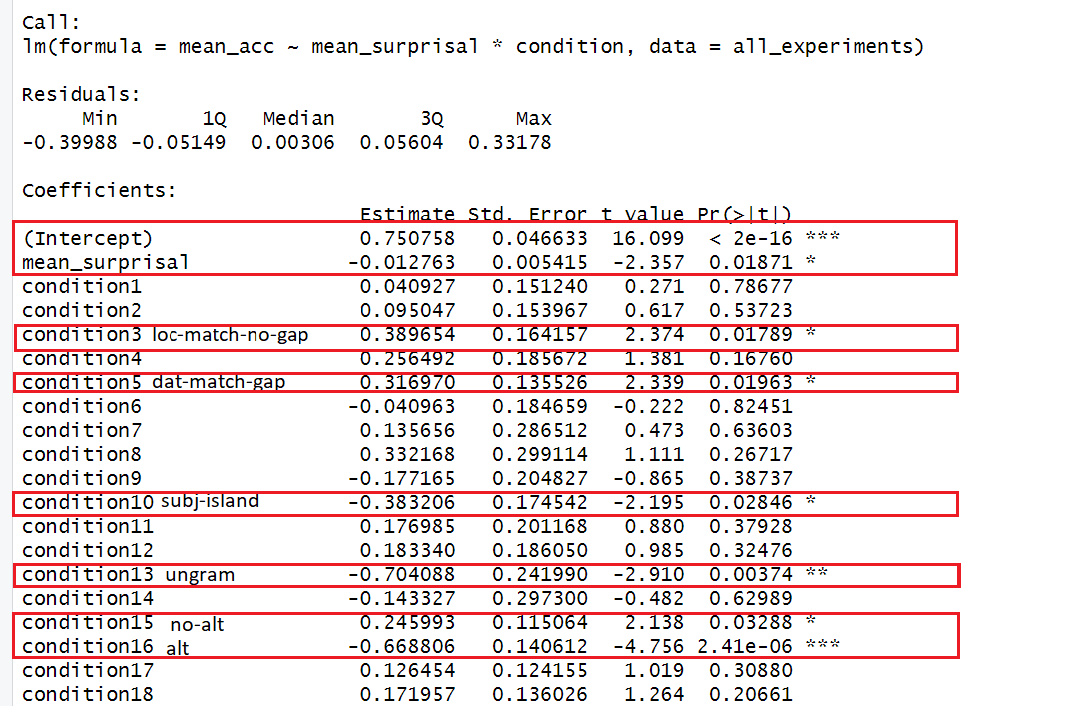 Call:
lm(formula = mean_acc ~ mean_surprisal * condition, data = all_experiments)
Residuals:
Min 1Q Median 3Q Max
-0.39988 -0.05149 0.00306 0.05604 0.33178
Coefficients:
Estimate Std. Error t value Pr(>|t|)
(Intercept) 0.750758 0.046633 16.099 < 2e-16 ***
mean_surprisal -0.012763 0.005415 -2.357 0.01871 *
condition1 0.040927 0.151240 0.271 0.78677
condition2 0.095047 0.153967 0.617 0.53723
condition3 loc-match-no-gap 0.389654 0.164157 2.374 0.01789 *
condition4 0.256492 0.185672 1.381 0.16760
condition5 dat-match-gap 0.316970 0.135526 2.339 0.01963 *
condition6 -0.040963 0.184659 -0.222 0.82451
condition7 0.135656 0.286512 0.473 0.63603
condition8 0.332168 0.299114 1.111 0.26717
condition9 -0.177165 0.204827 -0.865 0.38737
condition10 subj-island -0.383206 0.174542 -2.195 0.02846 *
condition11 0.176985 0.201168 0.880 0.37928
condition12 0.183340 0.186050 0.985 0.32476
condition13 ungram -0.704088 0.241990 -2.910 0.00374 **
condition14 -0.143327 0.297300 -0.482 0.62989
condition15 no-alt 0.245993 0.115064 2.138 0.03288 *
condition16 alt -0.668806 0.140612 -4.756 2.41e-06 ***
condition17 0.126454 0.124155 1.019 0.30880
condition18 0.171957 0.136026 1.264 0.20661